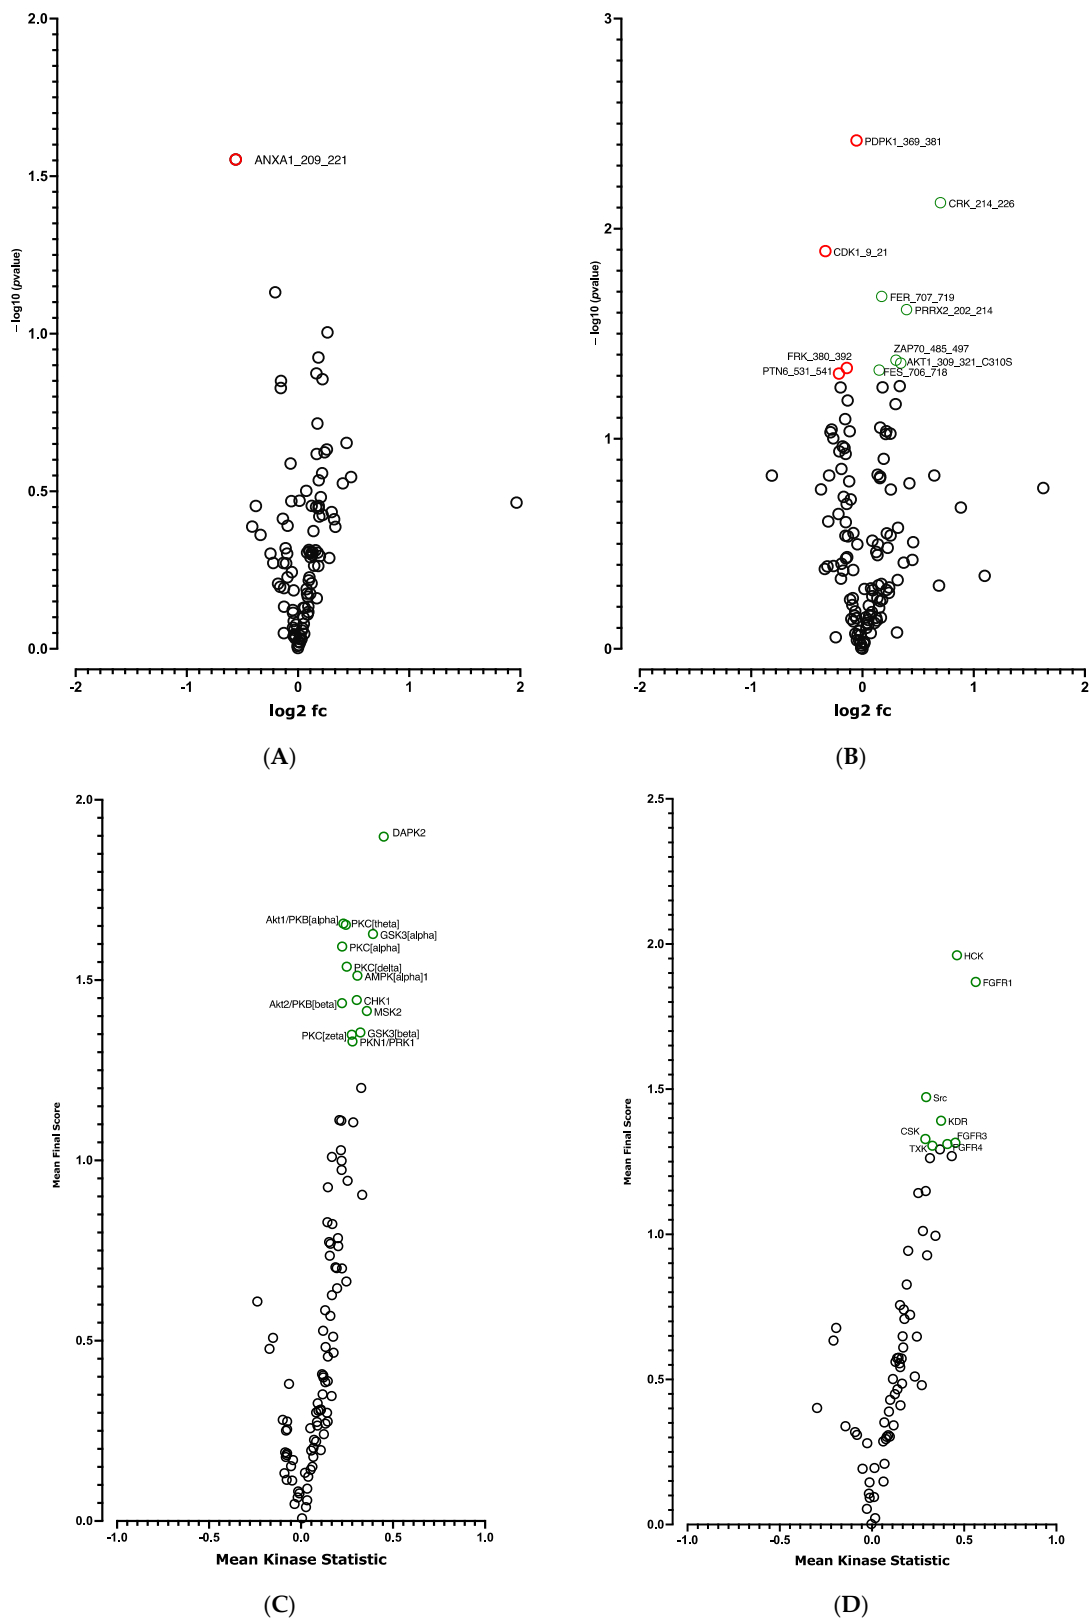 2.0
1.5
1.0
0.5
0.0
−log10 (pvalue)
ANXA1_209_221
-2
-1
0
1
2
log2 fc
(A)
3
2
1
0
−log10 (pvalue)
PDPK1_369_381
CRK_214_226
CDK1_9_21
FER_707_719
PRRX2_202_214
ZAP70_485_497
FRK_380_392
AKT1_309_321_C310S
PTN6_531_541
FES_706_718
-2
-1
0
1
2
log2 fc
(B)
2.0
1.5
1.0
0.5
0.0
Mean Final Score
DAPK2
Akt1/PKB[alpha]
PKC[theta]
GSK3[alpha]
PKC[alpha]
PKC[delta]
AMPK[alpha]1
CHK1
Akt2/PKB[beta]
MSK2
GSK3[beta]
PKC[zeta]
PKN1/PRK1
-1.0
-0.5
0.0
0.5
1.0
Mean Kinase Statistic
(C)
2.5
2.0
1.5
1.0
0.5
0.0
Mean Final Score
HCK
FGFR1
Src
KDR
CSK
FGFR3
TXK
FGFR4
-1.0
-0.5
0.0
0.5
1.0
Mean Kinase Statistic
(D)